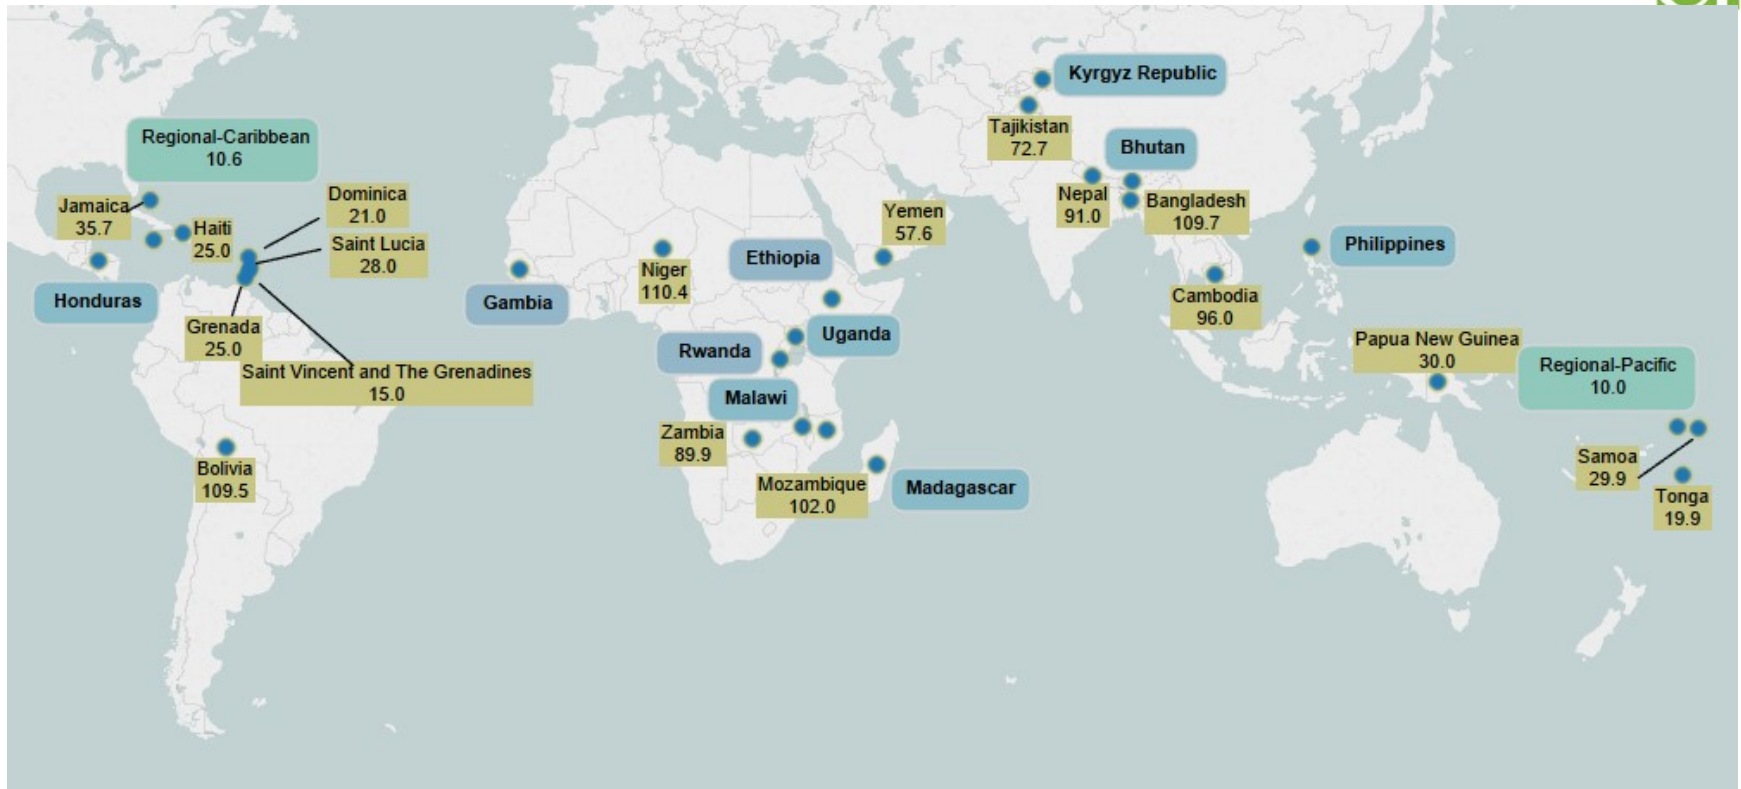 Kyrgyz Republic
Tajikistan
72.7
Regional-Caribbean
10.6
Bhutan
Dominica
21.0
Jamaica
35.7
Haiti
25.0
Nepal
91.0
Bangladesh
109.7
Yemen
57.6
Saint Lucia
28.0
Ethiopia
Philippines
Niger
110.4
Honduras
Gambia
Cambodia
96.0
Grenada
25.0
Uganda
Rwanda
Papua New Guinea
30.0
Saint Vincent and The Grenadines
15.0
Regional-Pacific
10.0
Malawi
Zambia
89.9
Bolivia
109.5
Mozambique
102.0
Madagascar
Samoa
29.9
Tonga
19.9